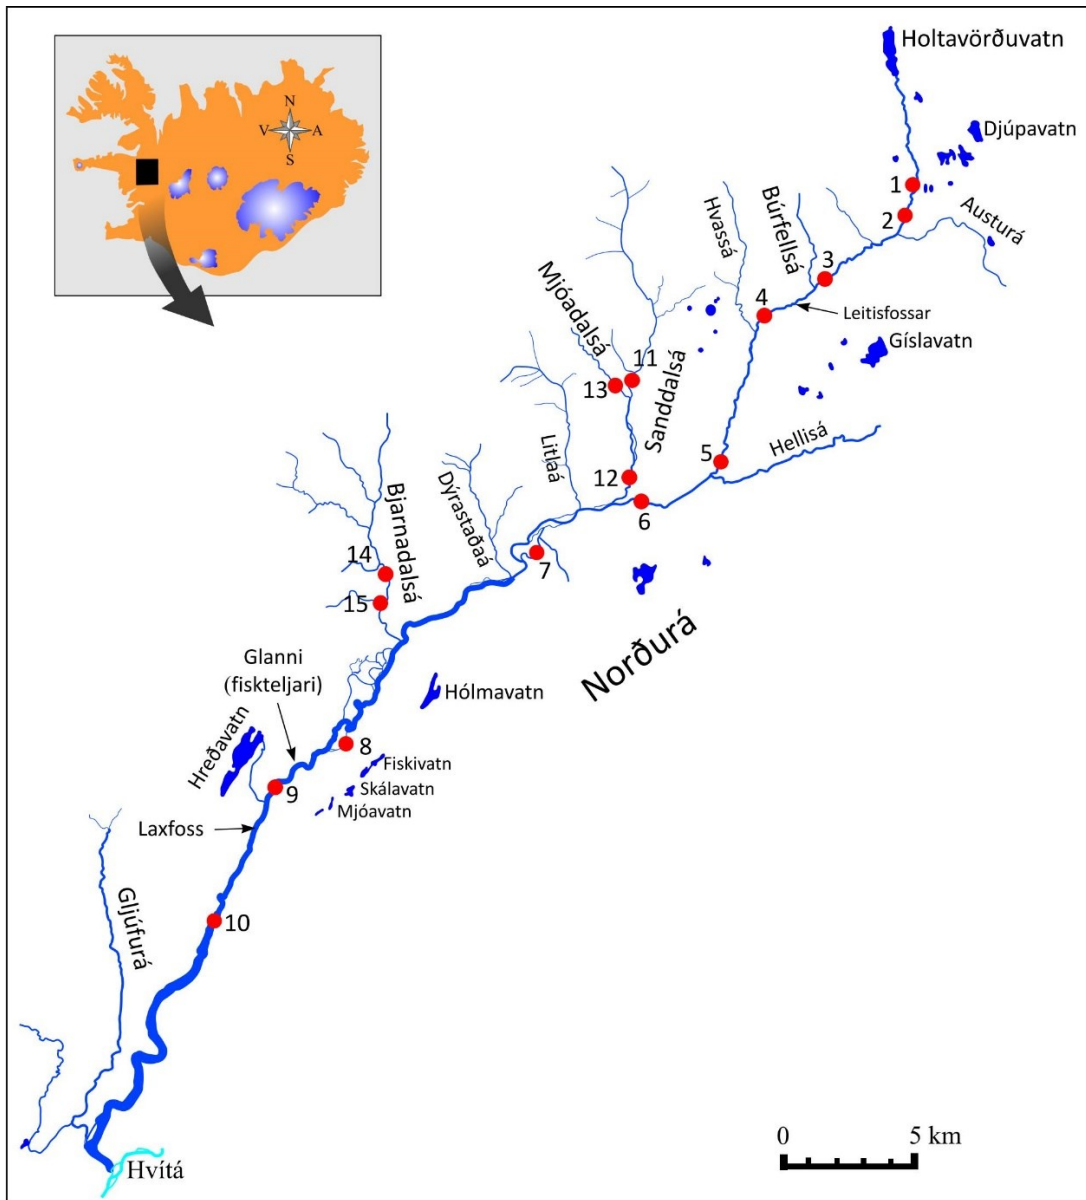 Holtavörðuvatn
N
V
A
S
Djúpavatn
1
2
Austurá
Hvassá
Búrfellsá
3
4
Leitisfossar
Gíslavatn
Mjóadalsá
11
13
Sanddalsá
Litlaá
Hellisá
5
12
6
Dýrastaðaá
Bjarnadalsá
7
14
15
Norðurá
Glanni
(fiskteljari)
Hólmavatn
Hreðavatn
8
Fiskivatn
Skálavatn
9
Mjóavatn
Laxfoss
Gljúfurá
10
0
5 km
Hvítá